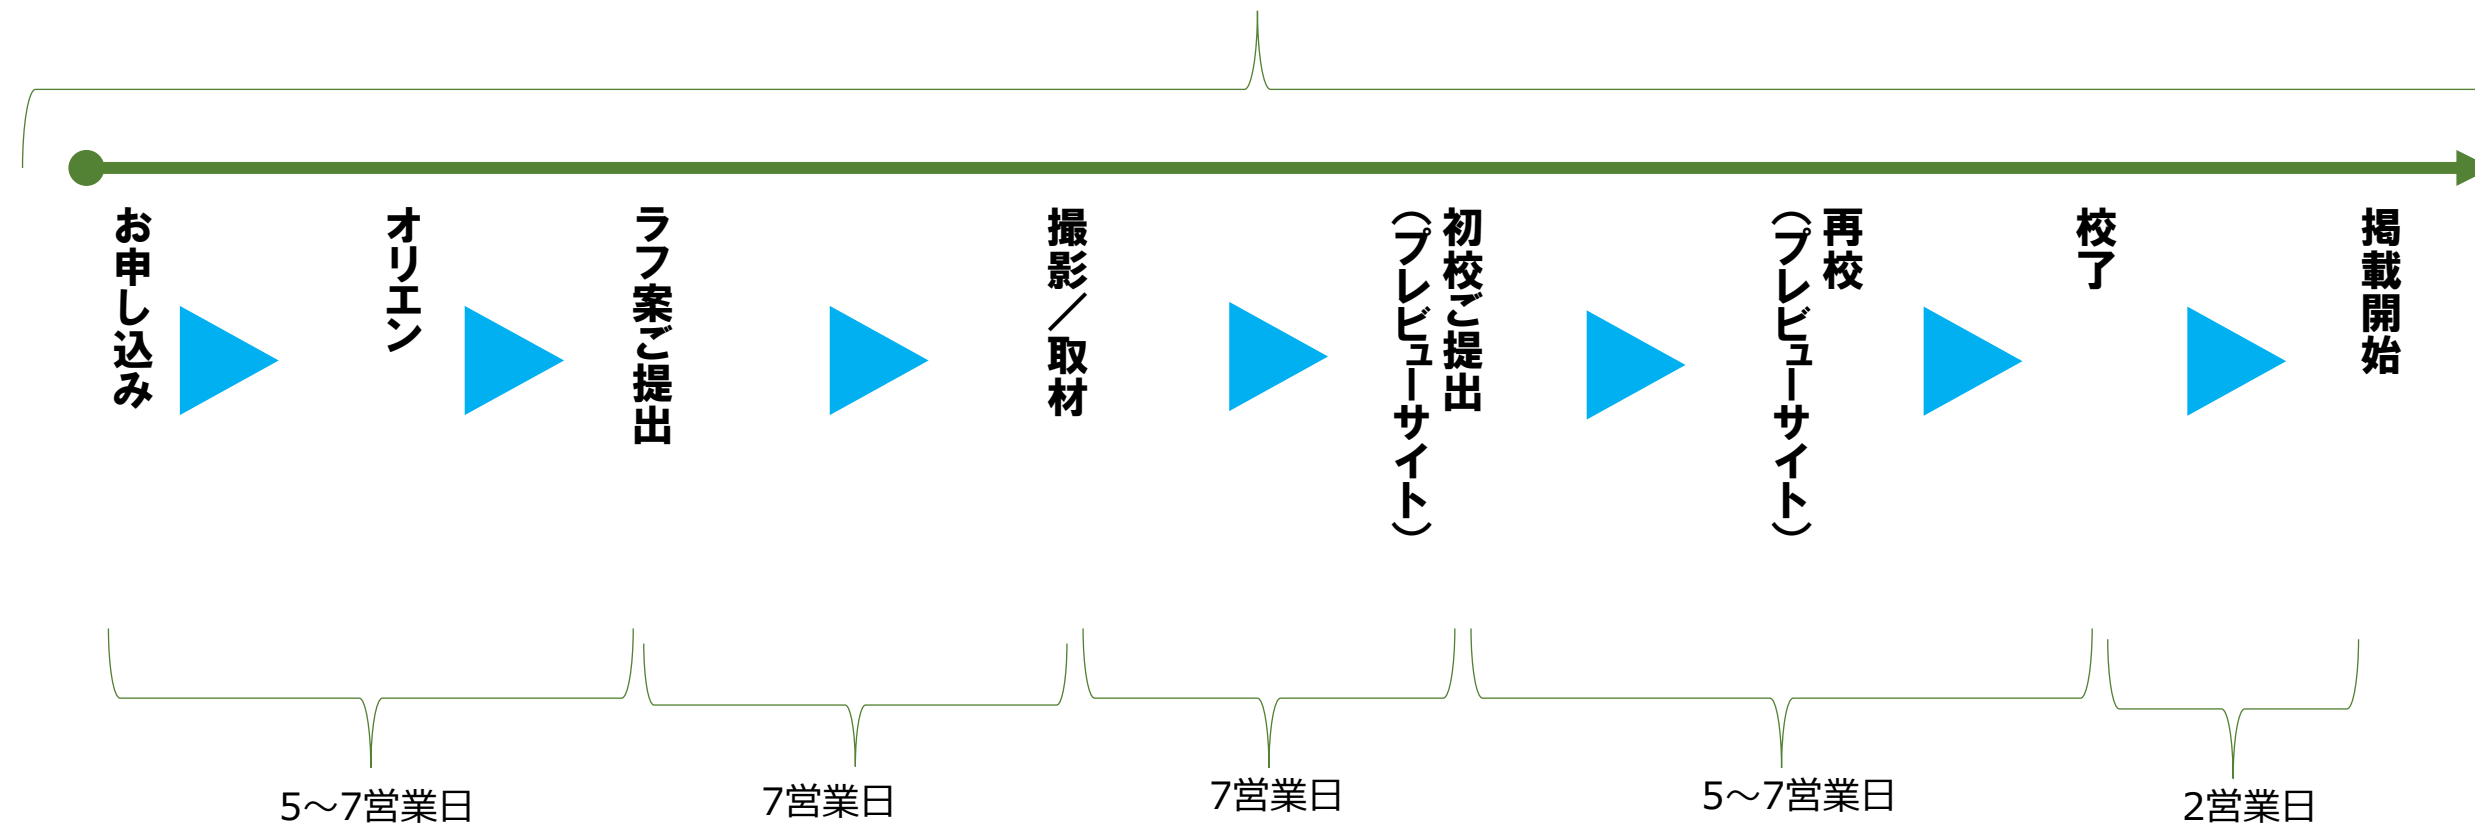 お申し込み
オリエン
ラフ案ご提出
撮影／取材
初校ご提出
（プレビューサイト）
再校
（プレビューサイト）
校了
掲載開始
5～7営業日
7営業日
7営業日
5～7営業日
2営業日